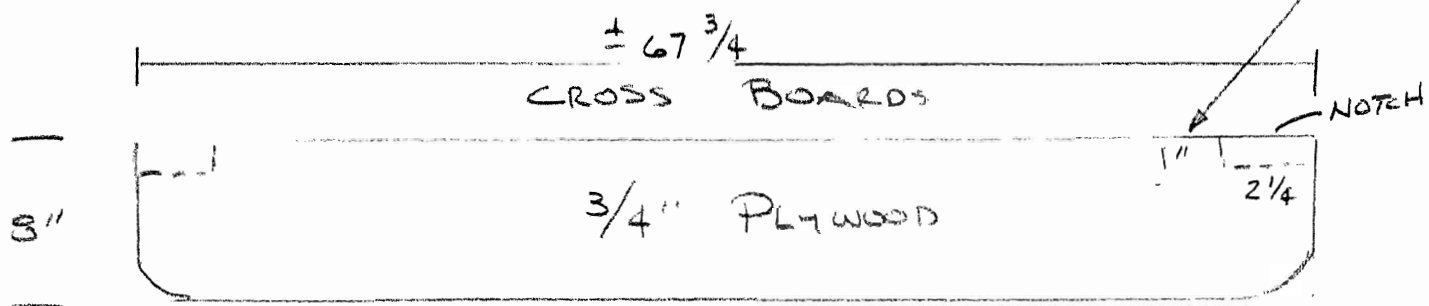 ± 67 3/4
CROSS BOARDS
NOTCH
1"
2 1/4
8"
3/4" PLYWOOD